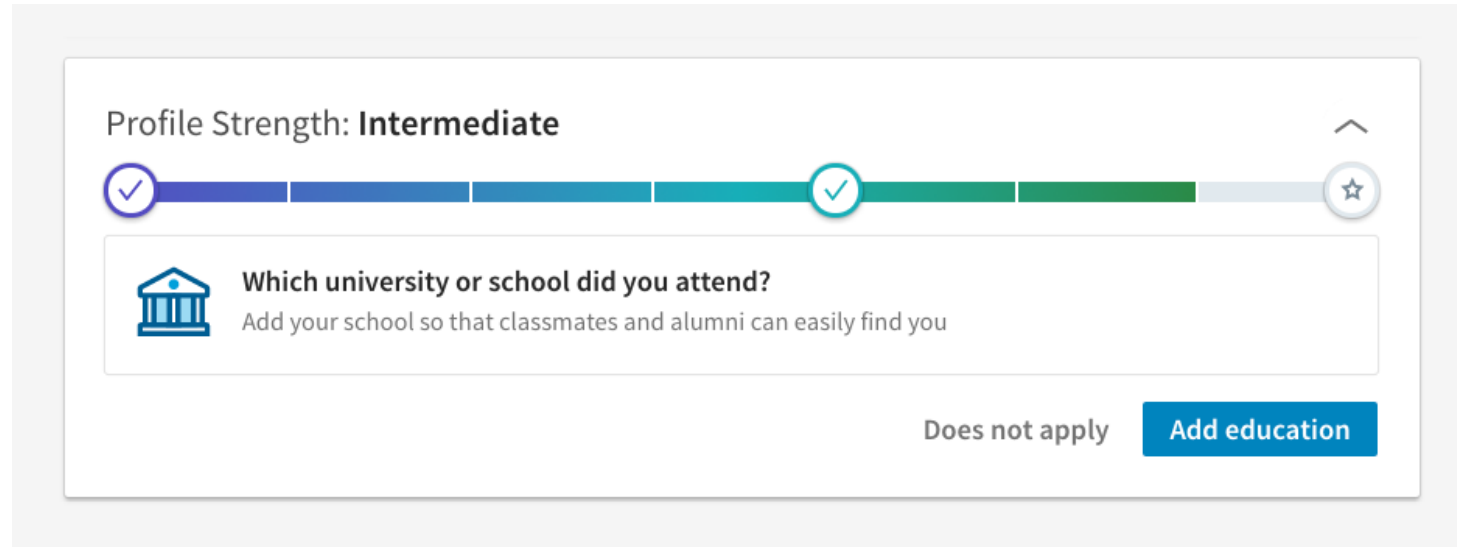 Profile Strength: Intermediate
Which university or school did you attend?
Add your school so that classmates and alumni can easily find you
Does not apply
Add education